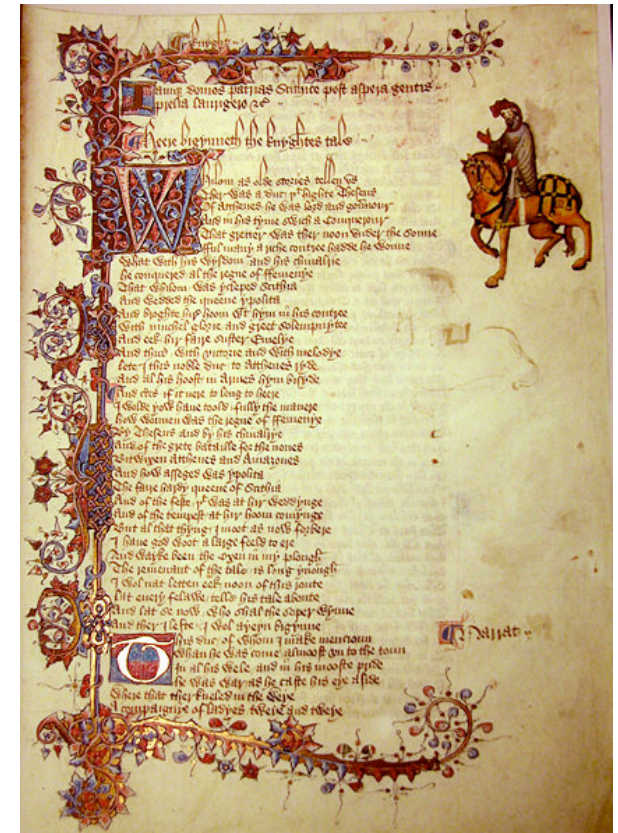 Knyght
Iamque domos patrias Scithice post aspera gentis
prelia laurigero &c
Heere bigynneth the knyghtes tale
Whilom as olde stories tellen vs
Ther was a duc þt highte Theseus
Of Atthenes he was lord and gouernour
And in his tyme swich a Conquerour
That gretter was ther noon vnder the sonne
fful many a riche contree hadde he wonne
What with his wysdom and his chiualrie
he conquered al the regne of ffemenye
That whilom was ycleped Scithia
And wedded the queene ypolita
And broghte hir hoom wt hym in his contree
With muchel glorie and greet solempnytee
And eek hir faire suster Emelye
And thus with victorie and with melodye
lete I this noble duc to Atthenes ryde
And al his hoost in Armes hym bisyde
And certes if it nere to long to heere
I wolde yow haue toold fully the manere
how wonnen was the regne of ffemenye
By Theseus and by his chiualrye
And of the grete bataille for the nones
Bitwixen Atthenes and Amazones
And how asseged was ypolita
The faire hardy queene of Scithia
And of the feste þt was at hir weddynge
And of the tempest at hir hoom comynge
But al that thyng I moot as now forbere
I haue god woot a large feeld to ere
And wayke been the Oxen in my plough
The remenant of the tale is long ynough
I wol nat letten eek noon of this route
lat euery felawe telle his tale aboute
And lat se now who shal the soper wynne
And ther I lefte I wol ayeyn bigynne
This duc of whom I make mencioun
Whan he was come almoost vn to the toun
In al his wele and in his mooste pride
he was war as he caste his eye aside
Where that ther kneled in the weye
A compaignie of ladyes tweye and tweye
Narrat